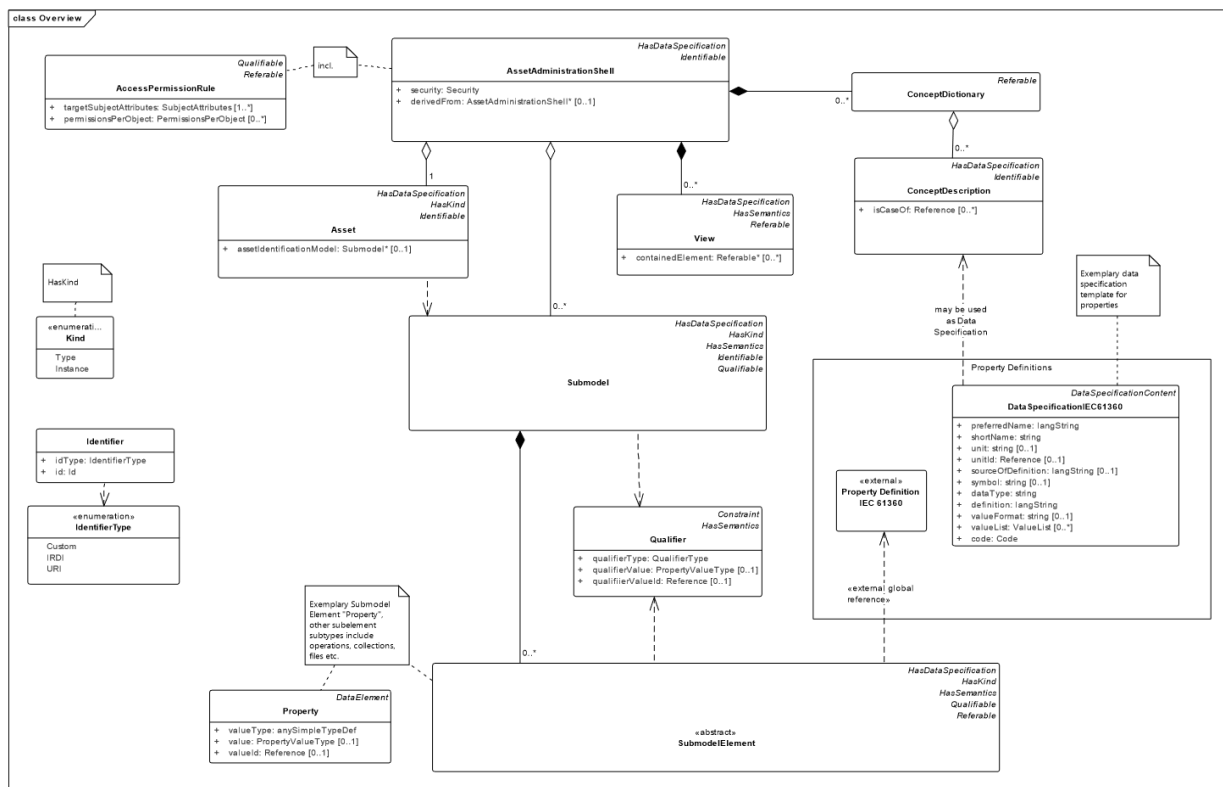 class Overview
Qualifiable
Referable
AccessPermissionRule
+ targetSubjectAttributes: SubjectAttributes [1..*]
+ permissionsPerObject: PermissionsPerObject [0..*]
incl.
HasDataSpecification
Identifiable
AssetAdministrationShell
+ security: Security
+ derivedFrom: AssetAdministrationShell* [0..1]
0..*
Referable
ConceptDictionary
0..*
HasDataSpecification
Identifiable
ConceptDescription
+ isCaseOf: Reference [0..*]
1
HasDataSpecification
HasKind
Identifiable
Asset
+ assetIdentificationModel: Submodel* [0..1]
0..*
HasDataSpecification
HasSemantics
Referable
View
+ containedElement: Referable* [0..*]
HasKind
«enumerati...
Kind
Type
Instance
0..*
HasDataSpecification
HasKind
HasSemantics
Identifiable
Qualifiable
Submodel
may be used
as Data
Specification
Exemplary data
specification
template for
properties
Property Definitions
DataSpecificationContent
DataSpecificationIEC61360
+ preferredName: langString
+ shortName: string
+ unit: string [0..1]
+ unitId: Reference [0..1]
+ sourceOfDefinition: langString [0..1]
+ symbol: string [0..1]
+ dataType: string
+ definition: langString
+ valueFormat: string [0..1]
+ valueList: ValueList [0..*]
+ code: Code
Identifier
+ idType: IdentifierType
+ id: Id
«enumeration»
IdentifierType
Custom
IRDI
URI
«external»
Property Definition
IEC 61360
Constraint
HasSemantics
Qualifier
+ qualifierType: QualifierType
+ qualifierValue: PropertyValueType [0..1]
+ qualifiierValueId: Reference [0..1]
«external global
reference»
Exemplary Submodel
Element "Property",
other subelement
subtypes include
operations, collections,
files etc.
0..*
DataElement
Property
+ valueType: anySimpleTypeDef
+ value: PropertyValueType [0..1]
+ valueId: Reference [0..1]
HasDataSpecification
HasKind
HasSemantics
Qualifiable
Referable
«abstract»
SubmodelElement